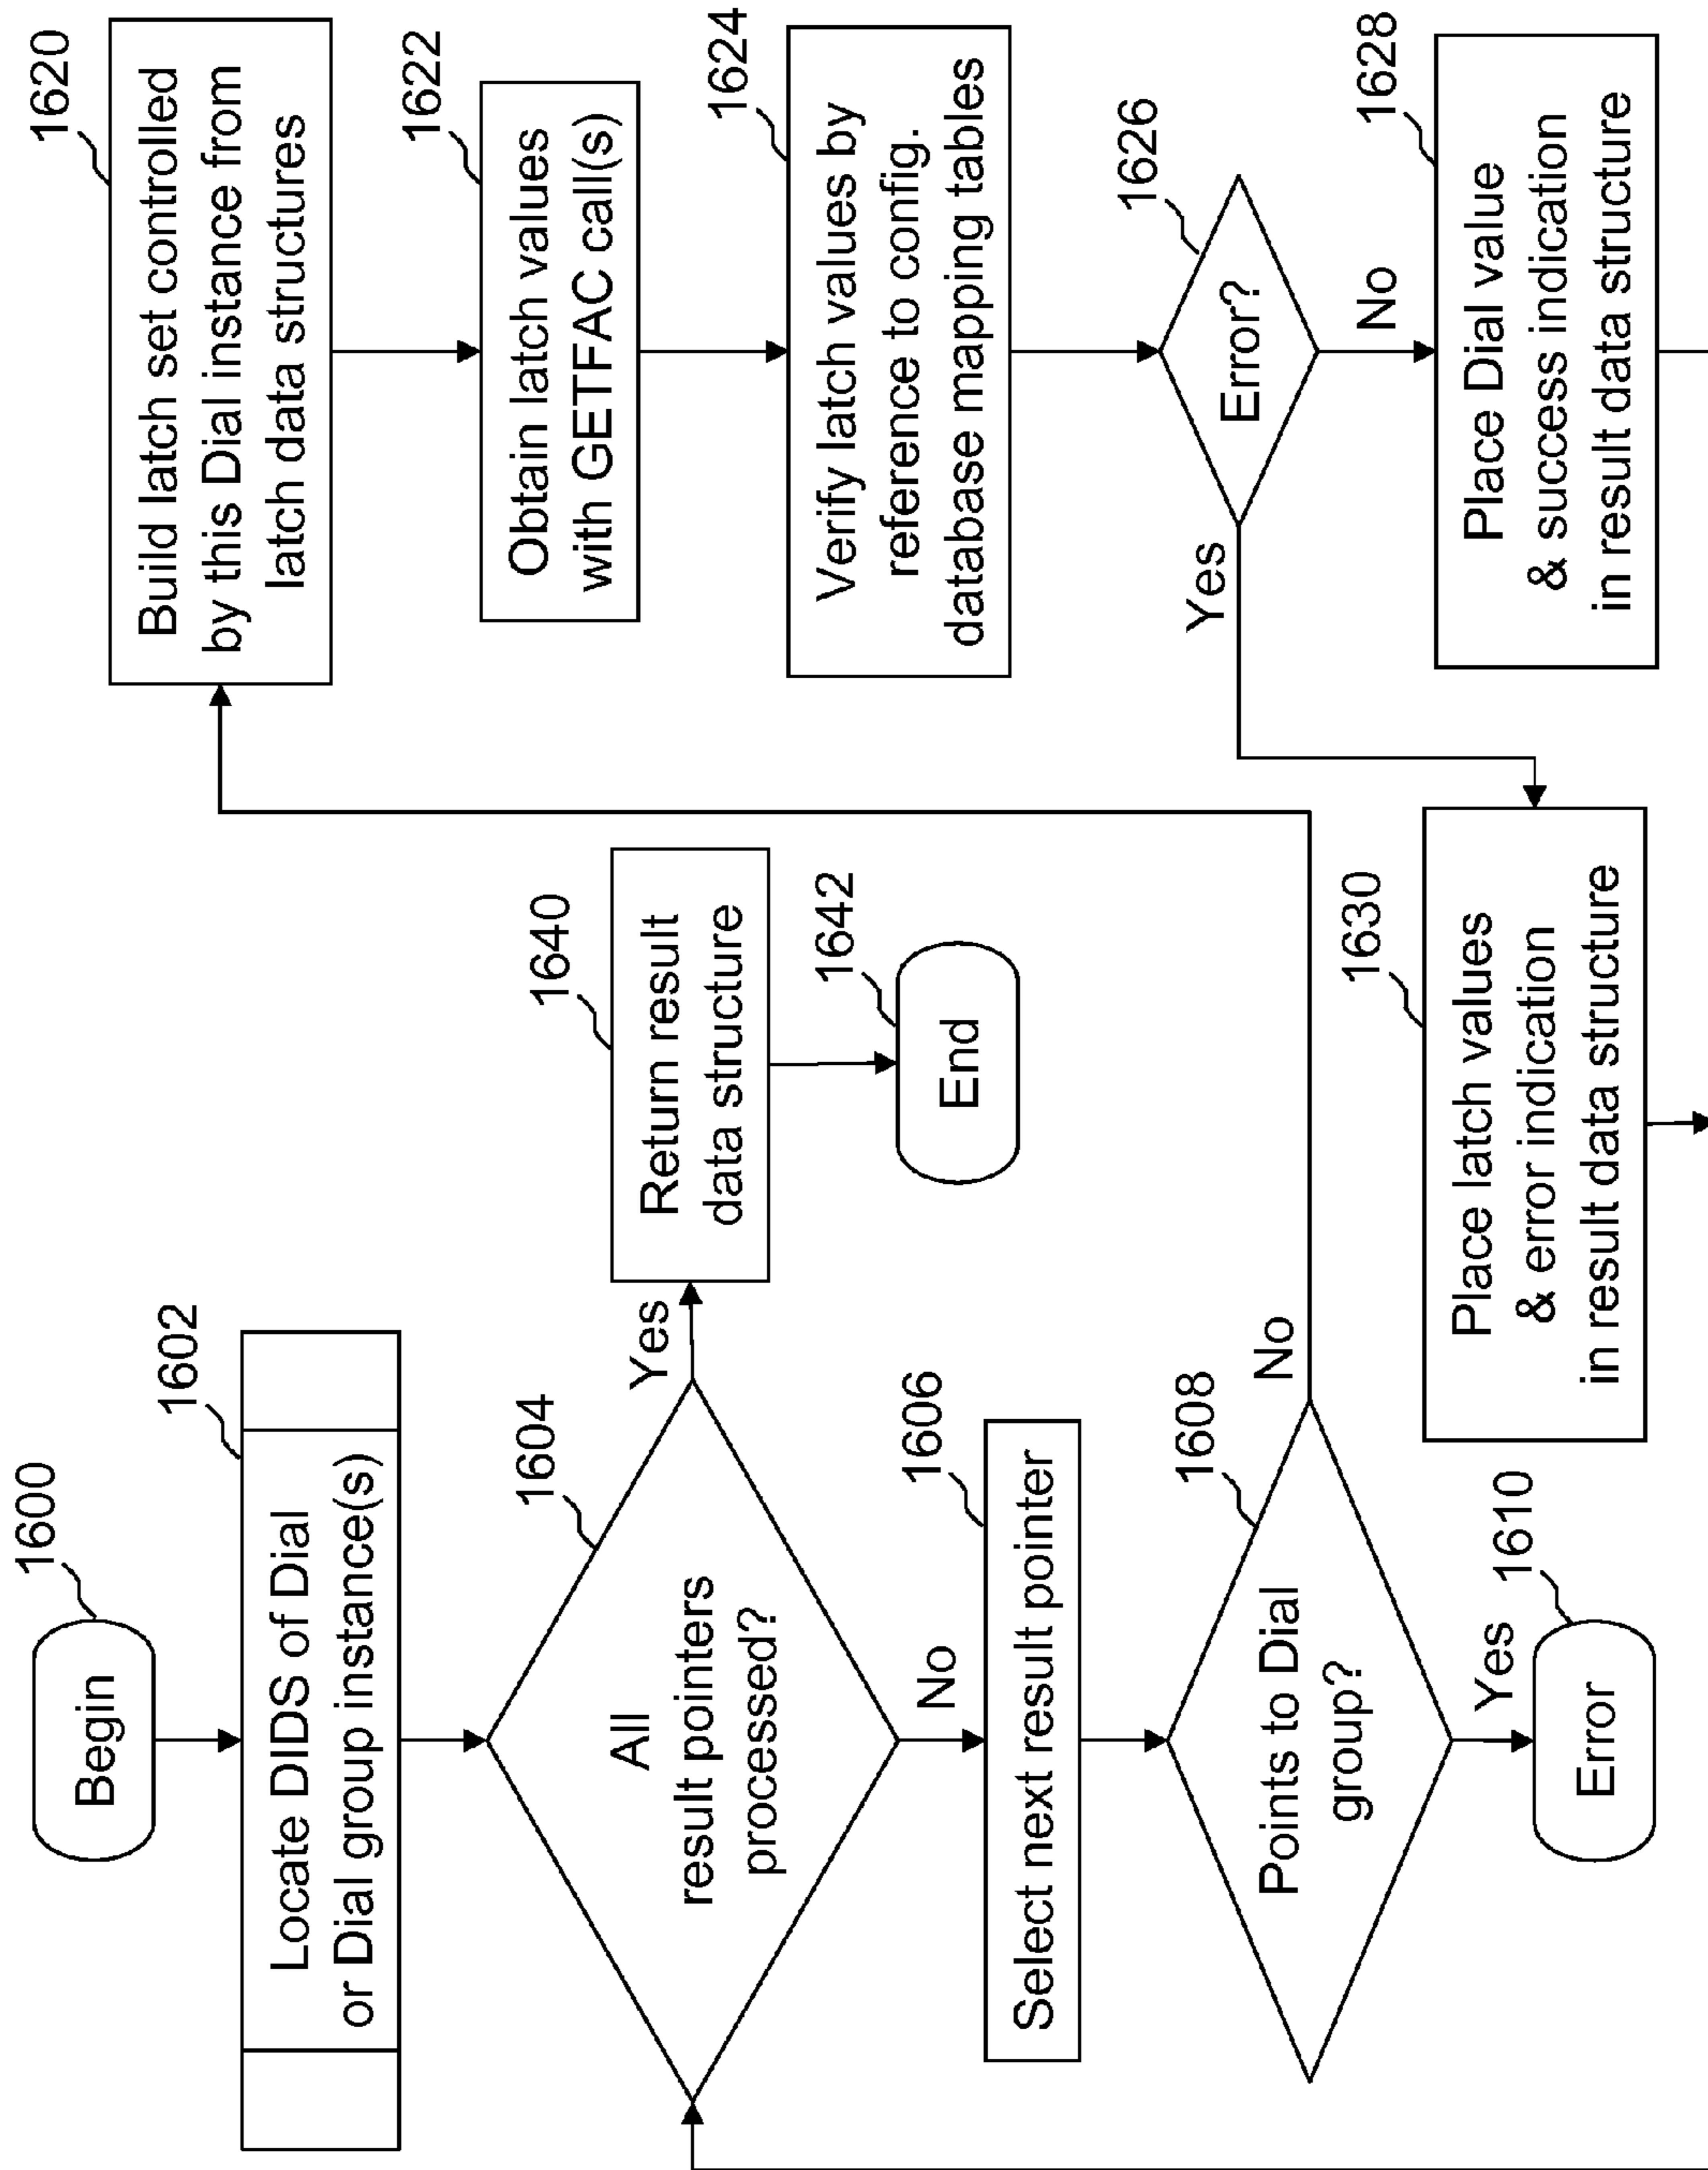 1600
Begin
1602
Locate DIDS of Dial
or Dial group instance(s)
1604
All
result pointers
processed?
Yes
No
1640
Return result
data structure
1642
End
1606
Select next result pointer
1608
Points to Dial
group?
No
Yes
1610
Error
1620
Build latch set controlled
by this Dial instance from
latch data structures
1622
Obtain latch values
with GETFAC call(s)
1624
Verify latch values by
reference to config.
database mapping tables
1626
Error?
Yes
No
1628
Place Dial value
& success indication
in result data structure
1630
Place latch values
& error indication
in result data structure